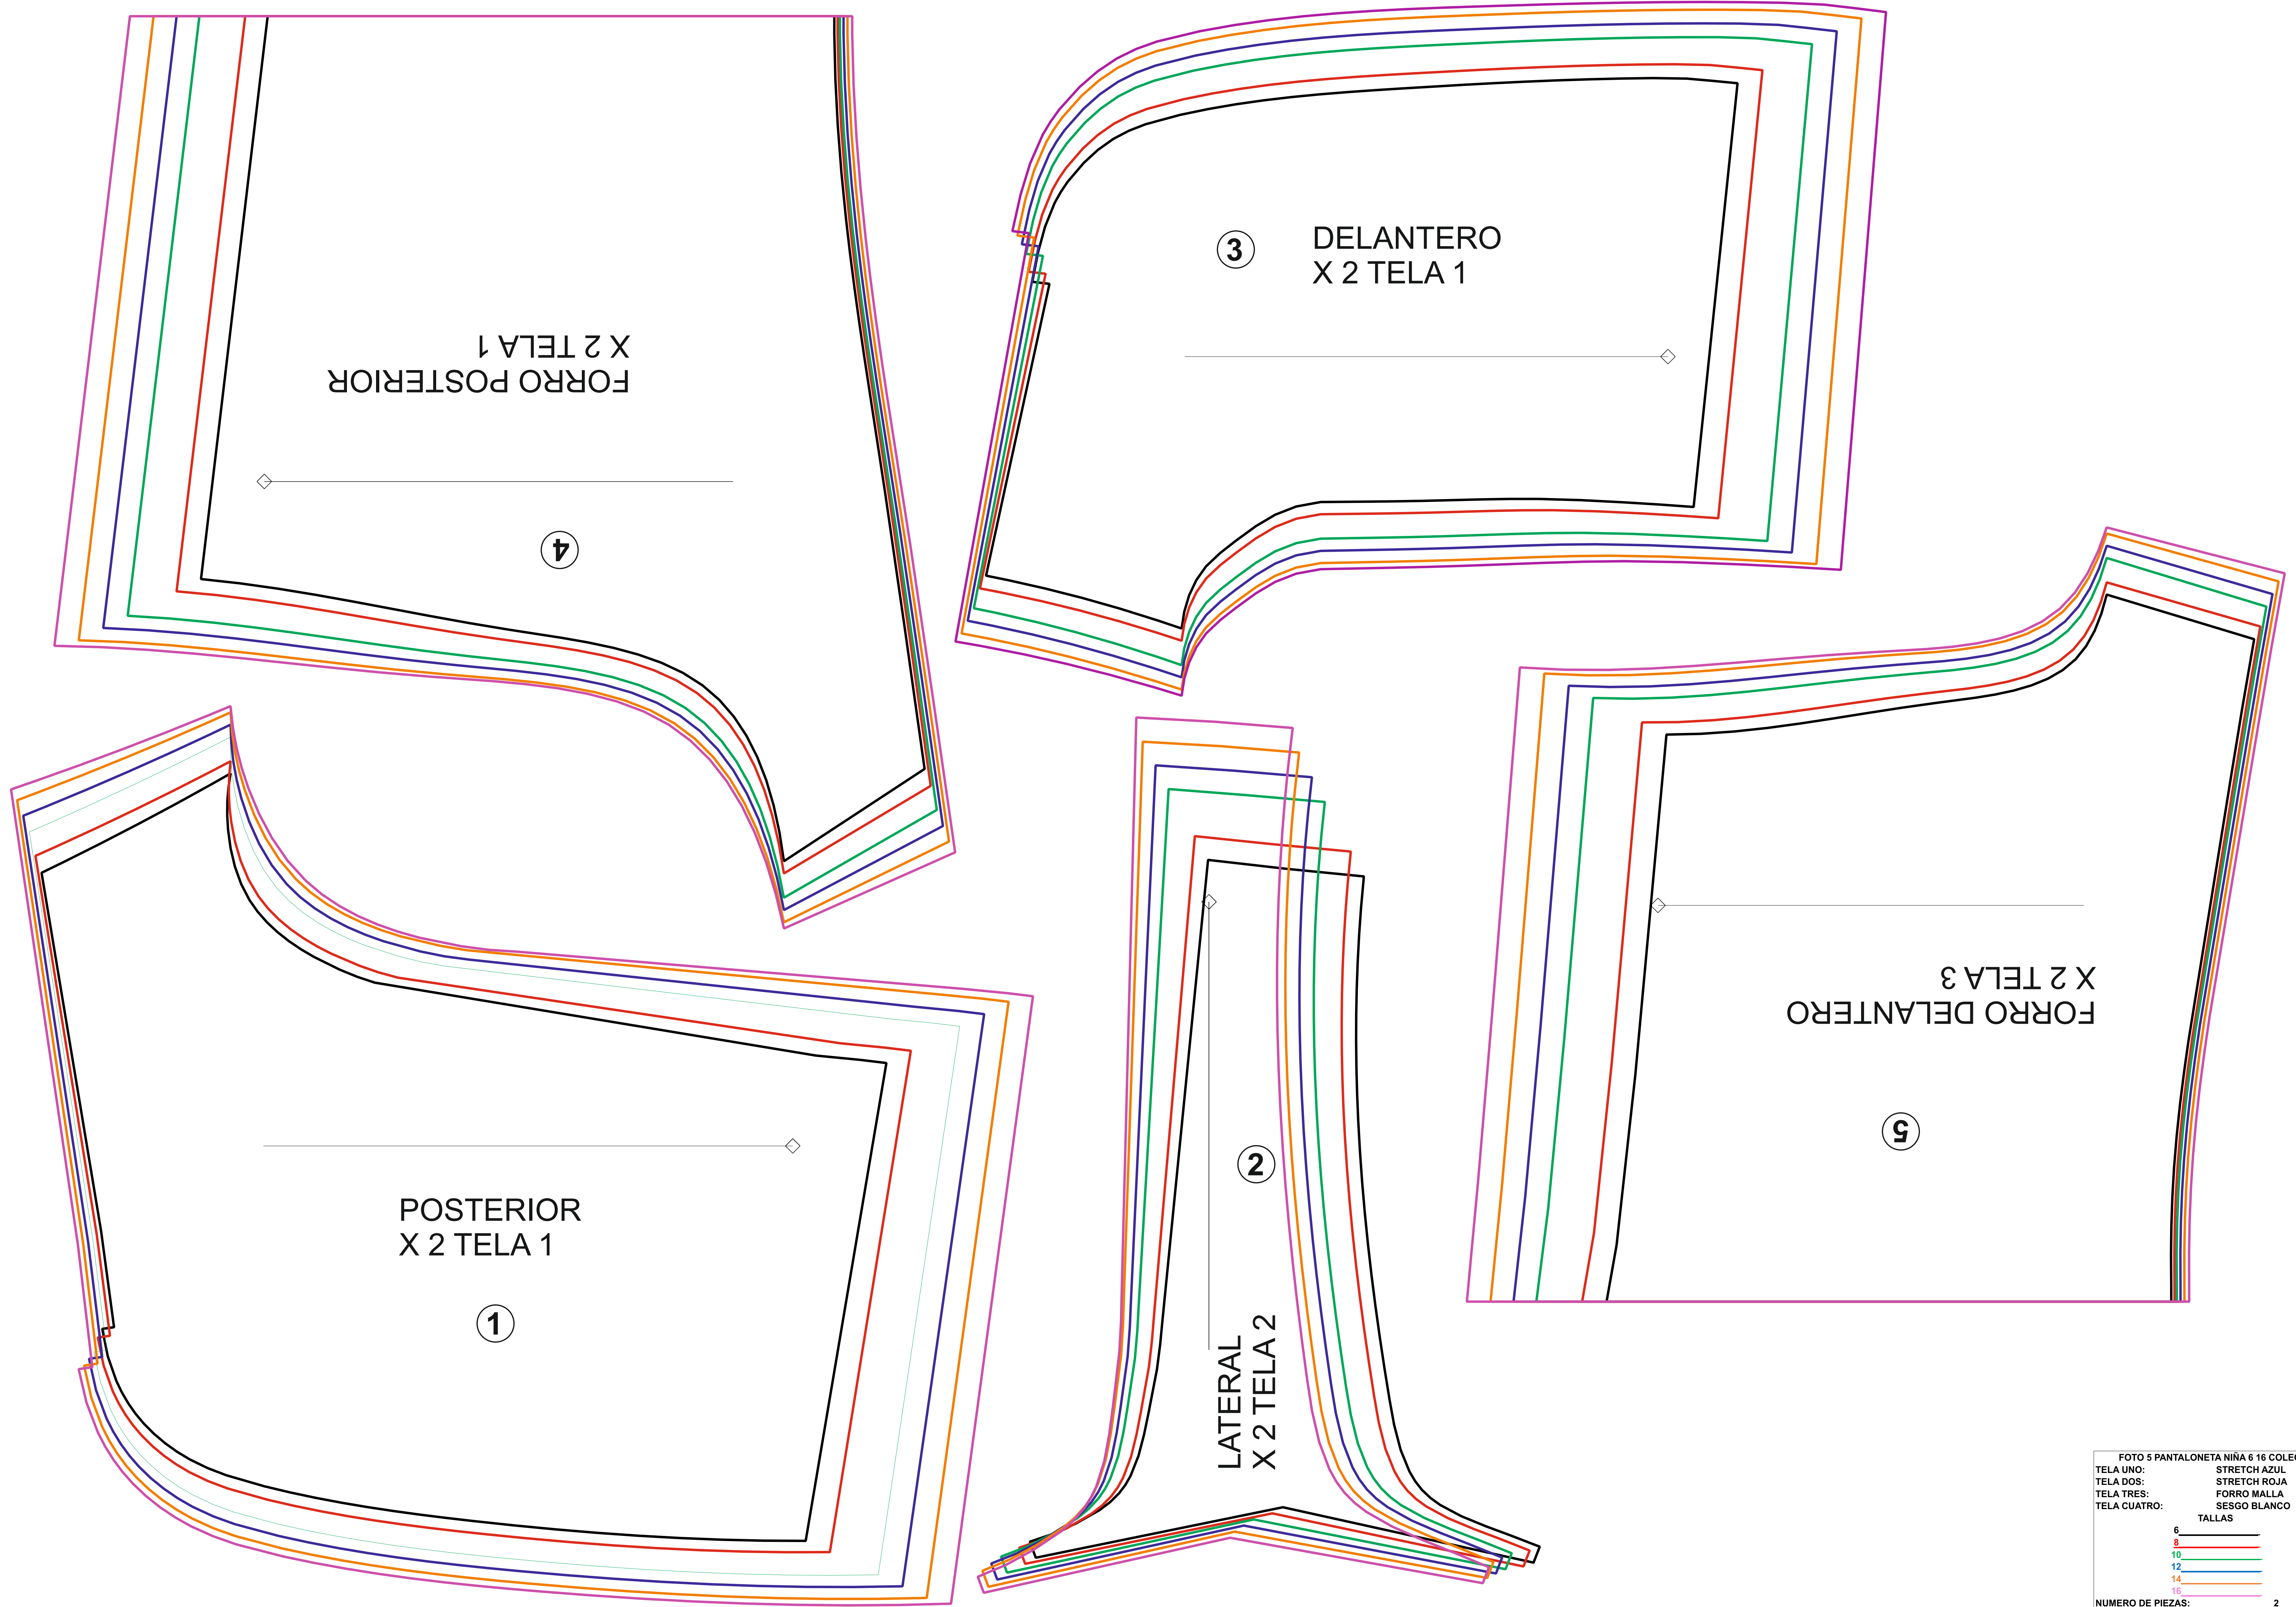 FORRO POSTERIOR
X 2 TELA 1
4
3
DELANTERO
X 2 TELA 1
POSTERIOR
X 2 TELA 1
1
2
LATERAL
X 2 TELA 2
FORRO DELANTERO
X 2 TELA 3
5
FOTO 5 PANTALONETA NIÑA 6 16 COLE
TELA UNO: STRETCH AZUL
TELA DOS: STRETCH ROJA
TELA TRES: FORRO MALLA
TELA CUATRO: SESGO BLANCO
TALLAS
6
8
10
12
14
16
NUMERO DE PIEZAS: 2